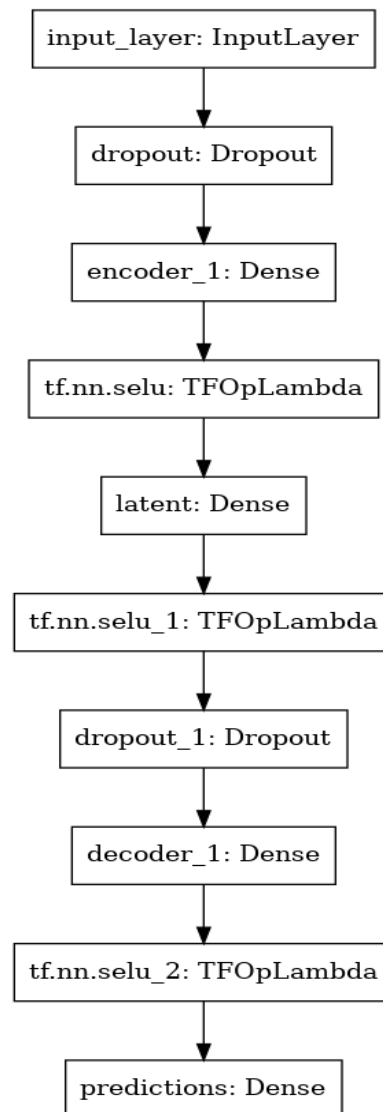 input_layer: InputLayer
dropout: Dropout
encoder_1: Dense
tf.nn.selu: TFOpLambda
latent: Dense
tf.nn.selu_1: TFOpLambda
dropout_1: Dropout
decoder_1: Dense
tf.nn.selu_2: TFOpLambda
predictions: Dense